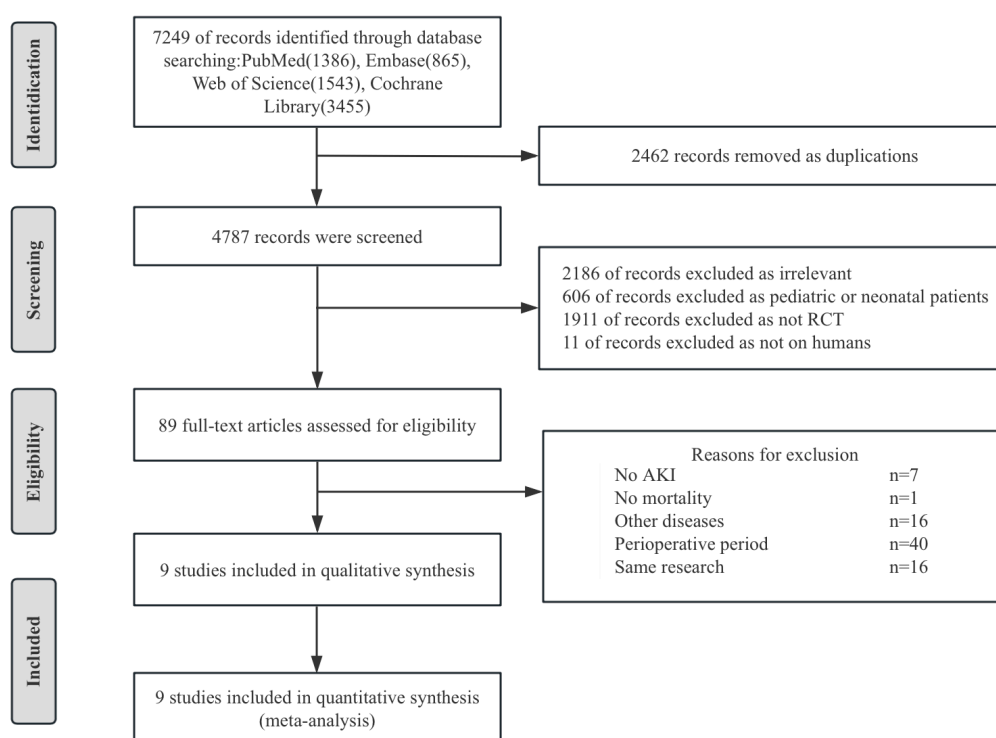 Identidication
7249 of records identified through database
searching:PubMed(1386), Embase(865),
Web of Science(1543), Cochrane
Library(3455)
2462 records removed as duplications
Screening
4787 records were screened
2186 of records excluded as irrelevant
606 of records excluded as pediatric or neonatal patients
1911 of records excluded as not RCT
11 of records excluded as not on humans
Eligibility
89 full-text articles assessed for eligibility
Reasons for exclusion
No AKI n=7
No mortality n=1
Other diseases n=16
Perioperative period n=40
Same research n=16
9 studies included in qualitative synthesis
Included
9 studies included in quantitative synthesis
(meta-analysis)